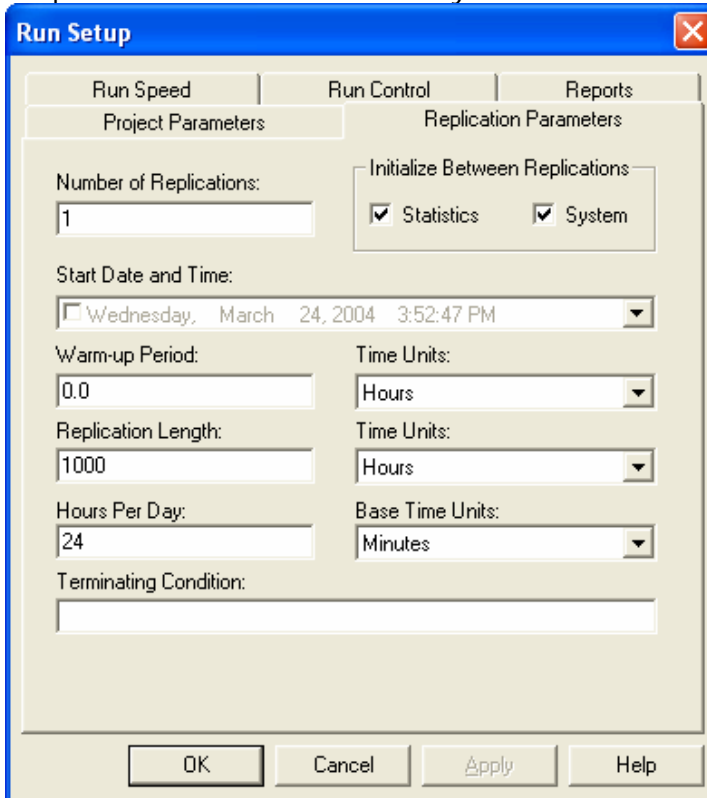 Run Setup
Run Speed Run Control Reports
Project Parameters Replication Parameters
Number of Replications:
1
Initialize Between Replications
Statistics System
Start Date and Time:
Wednesday, March 24, 2004 3:52:47 PM
Warm-up Period: Time Units:
0.0 Hours
Replication Length: Time Units:
1000 Hours
Hours Per Day: Base Time Units:
24 Minutes
Terminating Condition:
OK Cancel Apply Help